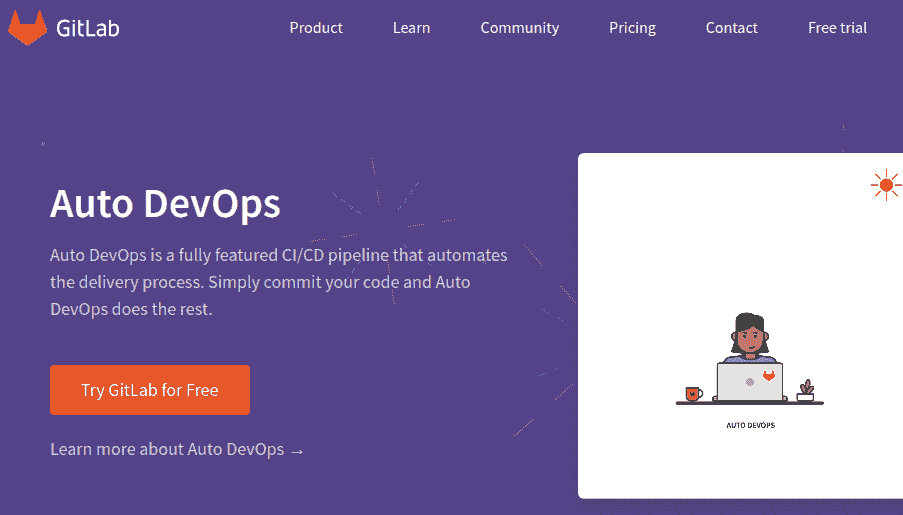 GitLab
Product Learn Community Pricing Contact Free trial
Auto DevOps
Auto DevOps is a fully featured CI/CD pipeline that automates
the delivery process. Simply commit your code and Auto
DevOps does the rest.
Try GitLab for Free
Learn more about Auto DevOps →
AUTO DEVOPS